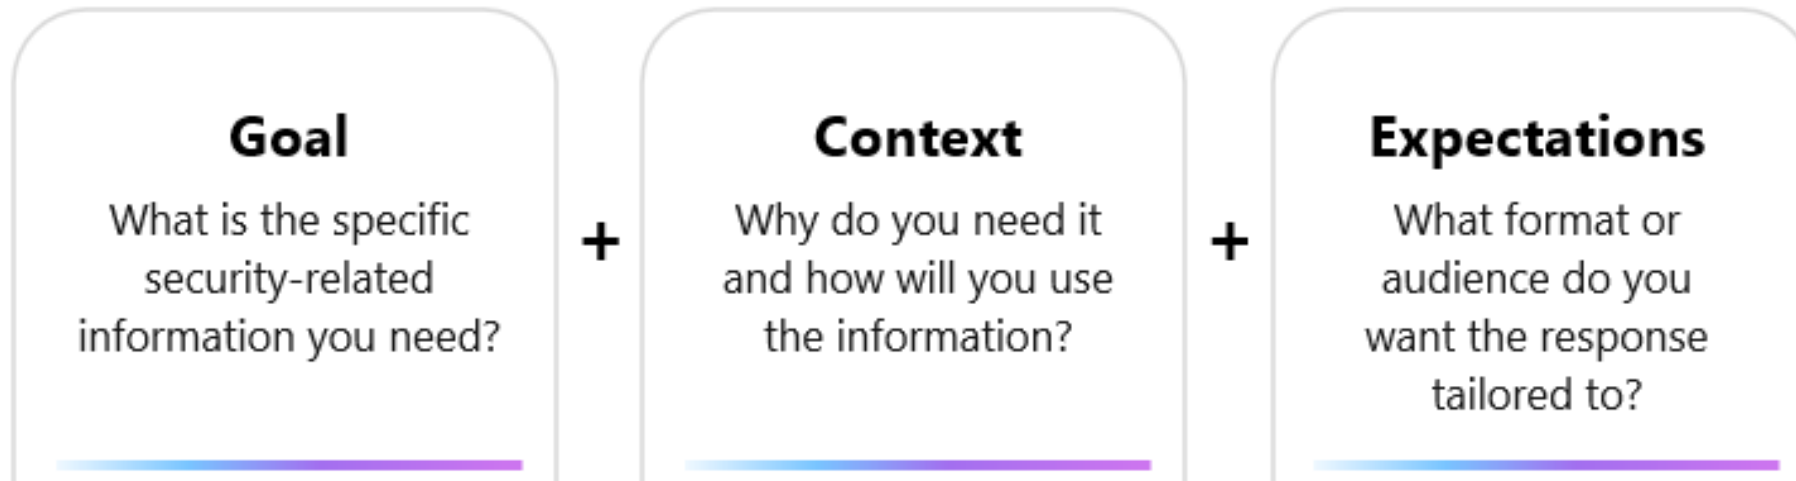 Goal
What is the specific
security-related
information you need?
+
Context
Why do you need it
and how will you use
the information?
+
Expectations
What format or
audience do you
want the response
tailored to?